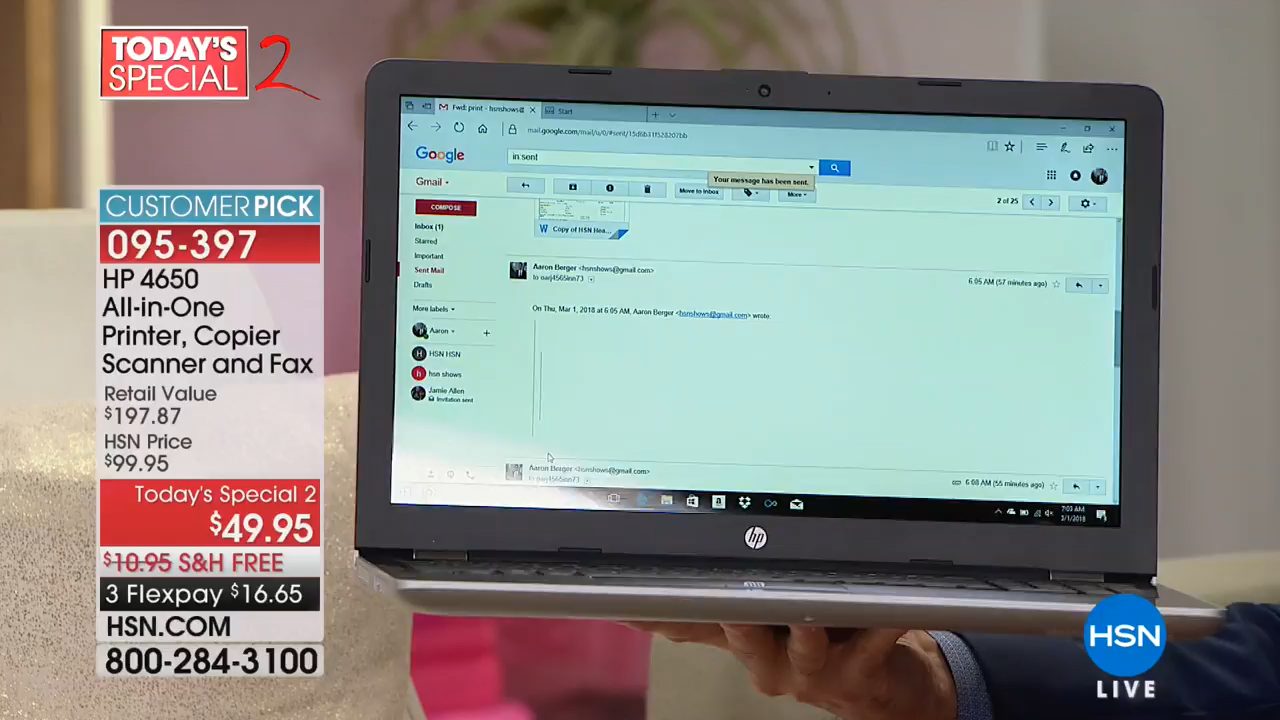 TODAY'S
SPECIAL 2
CUSTOMER PICK
095-397
HP 4650
All-in-One
Printer, Copier
Scanner and Fax
Retail Value
$197.87
HSN Price
$99.95
Today's Special 2
$49.95
$10.95 S&H FREE
3 Flexpay $16.65
HSN.COM
800-284-3100
Fwd: print - hsnshows@
Start
Google
in:sent
Your message has been sent.
Gmail
Move to Inbox
More
2 of 25
COMPOSE
Inbox (1)
Starred
Important
Sent Mail
Drafts
More labels
Aaron
H HSN HSN
h hsn shows
Jamie Allen
Invitation sent
W Copy of HSN Hea...
Aaron Berger <hsnshows@gmail.com>
6:05 AM (57 minutes ago)
On Thu, Mar 1, 2018 at 6:05 AM, Aaron Berger <hsnshows@gmail.com> wrote:
Aaron Berger <hsnshows@gmail.com>
6:08 AM (55 minutes ago)
7:03 AM
3/1/2018
hp
HSN
LIVE